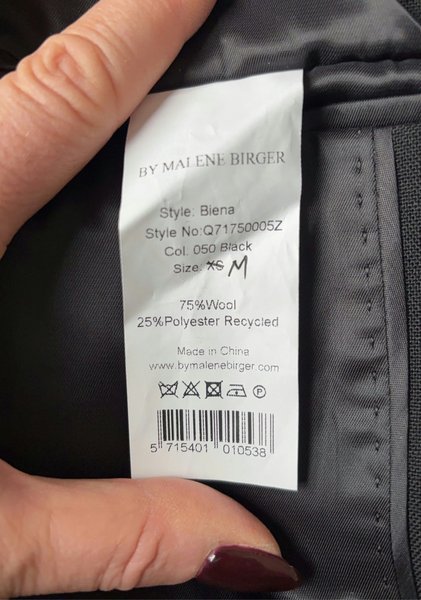 BY MALENE BIRGER
Style: Biena
Style No:Q71750005Z
Col. 050 Black
Size: XS M
75%Wool
25%Polyester Recycled
Made in China
www.bymalenebirger.com
P
5 715401 010538